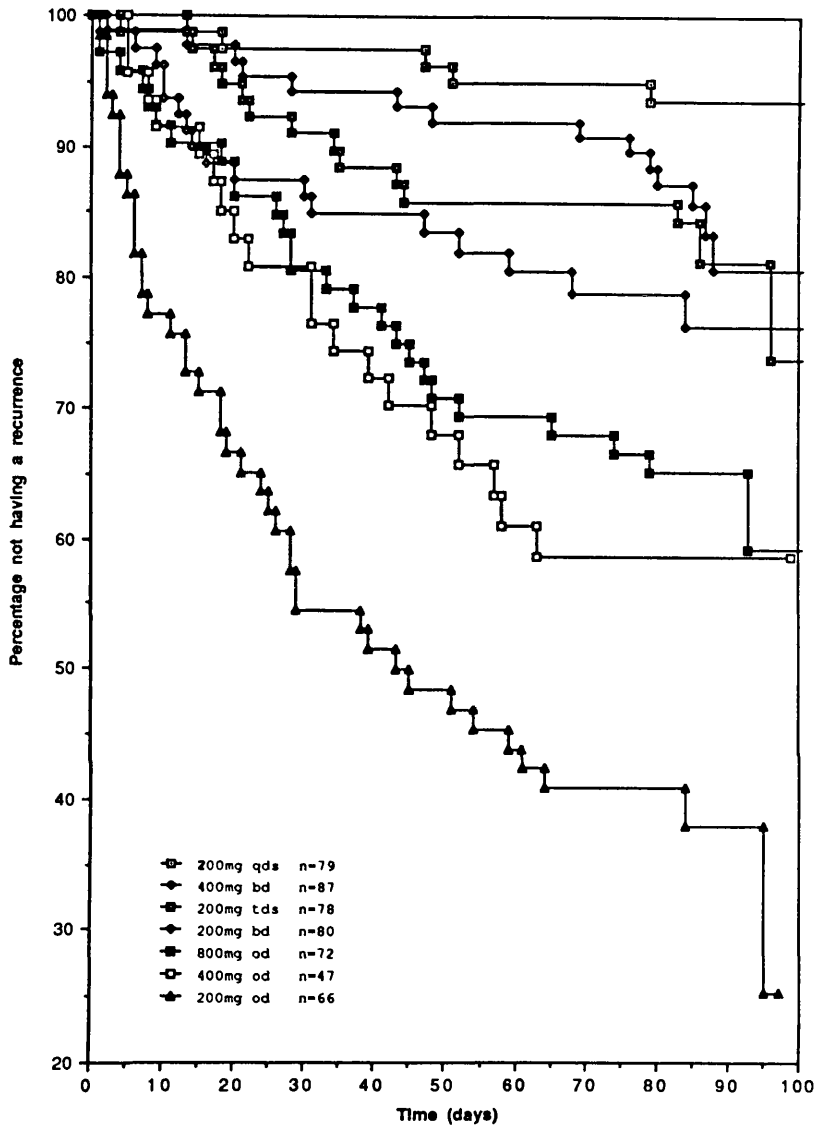 Percentage not having a recurrence
100
90
80
70
60
50
40
30
20
200mg qds n=79
400mg bd n=87
200mg tds n=78
200mg bd n=80
800mg od n=72
400mg od n=47
200mg od n=66
0 10 20 30 40 50 60 70 80 90 100
Time (days)